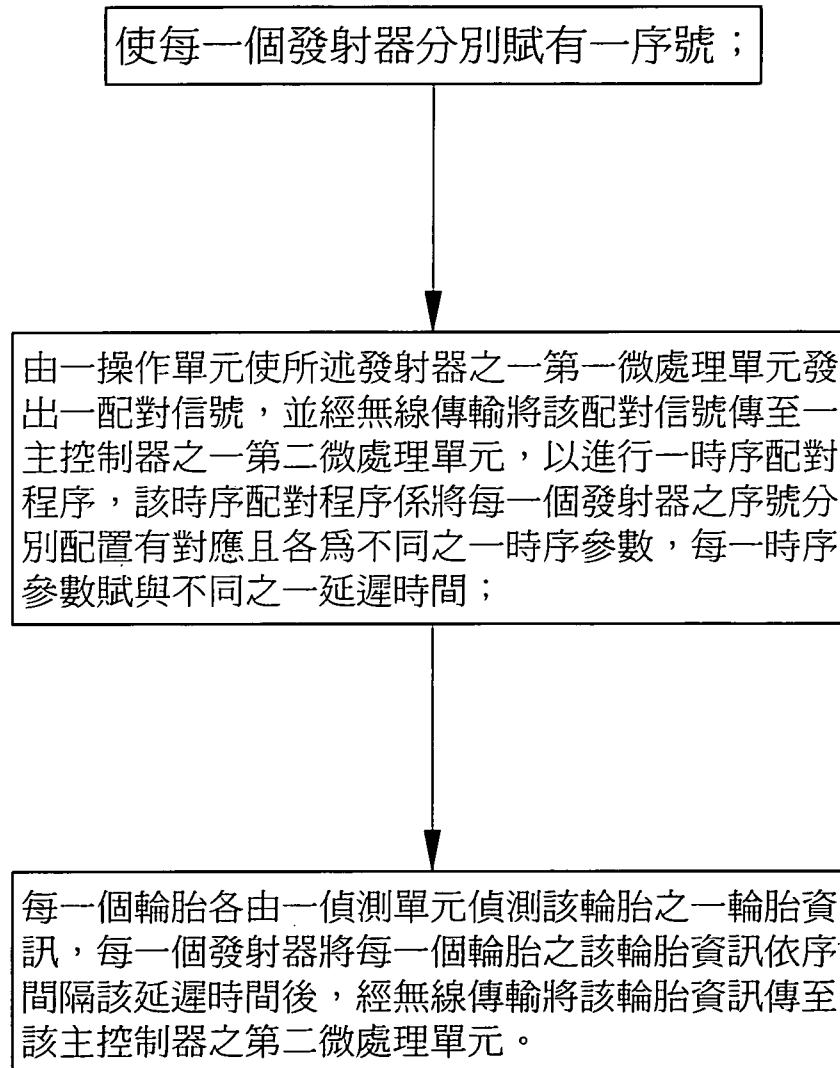 使每一個發射器分別賦有一序號；
由一操作單元使所述發射器之一第一微處理單元發
出一配對信號，並經無線傳輸將該配對信號傳至一
主控制器之一第二微處理單元，以進行一時序配對
程序，該時序配對程序係將每一個發射器之序號分
別配置有對應且各爲不同之一時序參數，每一時序
參數賦與不同之一延遲時間；
每一個輪胎各由一偵測單元偵測該輪胎之一輪胎資
訊，每一個發射器將每一個輪胎之該輪胎資訊依序
間隔該延遲時間後，經無線傳輸將該輪胎資訊傳至
該主控制器之第二微處理單元。